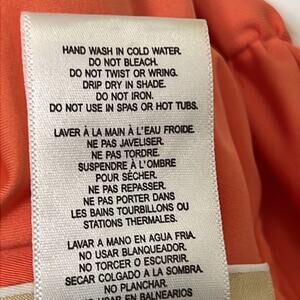 HAND WASH IN COLD WATER.
DO NOT BLEACH.
DO NOT TWIST OR WRING.
DRIP DRY IN SHADE.
DO NOT IRON.
DO NOT USE IN SPAS OR HOT TUBS.
LAVER À LA MAIN À L'EAU FROIDE.
NE PAS JAVELISER.
NE PAS TORDRE.
SUSPENDRE À L'OMBRE
POUR SÉCHER.
NE PAS REPASSER.
NE PAS PORTER DANS
LES BAINS TOURBILLONS OU
STATIONS THERMALES.
LAVAR A MANO EN AGUA FRIA.
NO USAR BLANQUEADOR.
NO TORCER O ESCURRIR.
SECAR COLGADO A LA SOMBRA.
NO PLANCHAR.
USAR EN BALNEARIOS